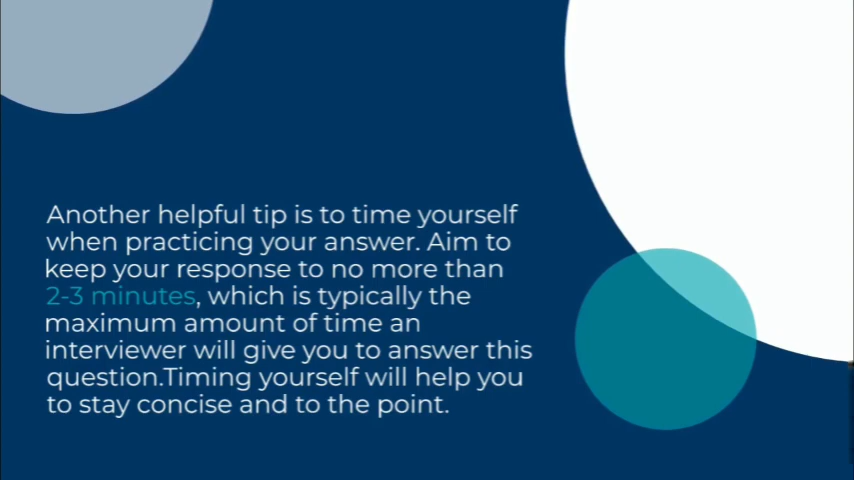 Another helpful tip is to time yourself
when practicing your answer. Aim to
keep your response to no more than
2-3 minutes, which is typically the
maximum amount of time an
interviewer will give you to answer this
question.Timing yourself will help you
to stay concise and to the point.